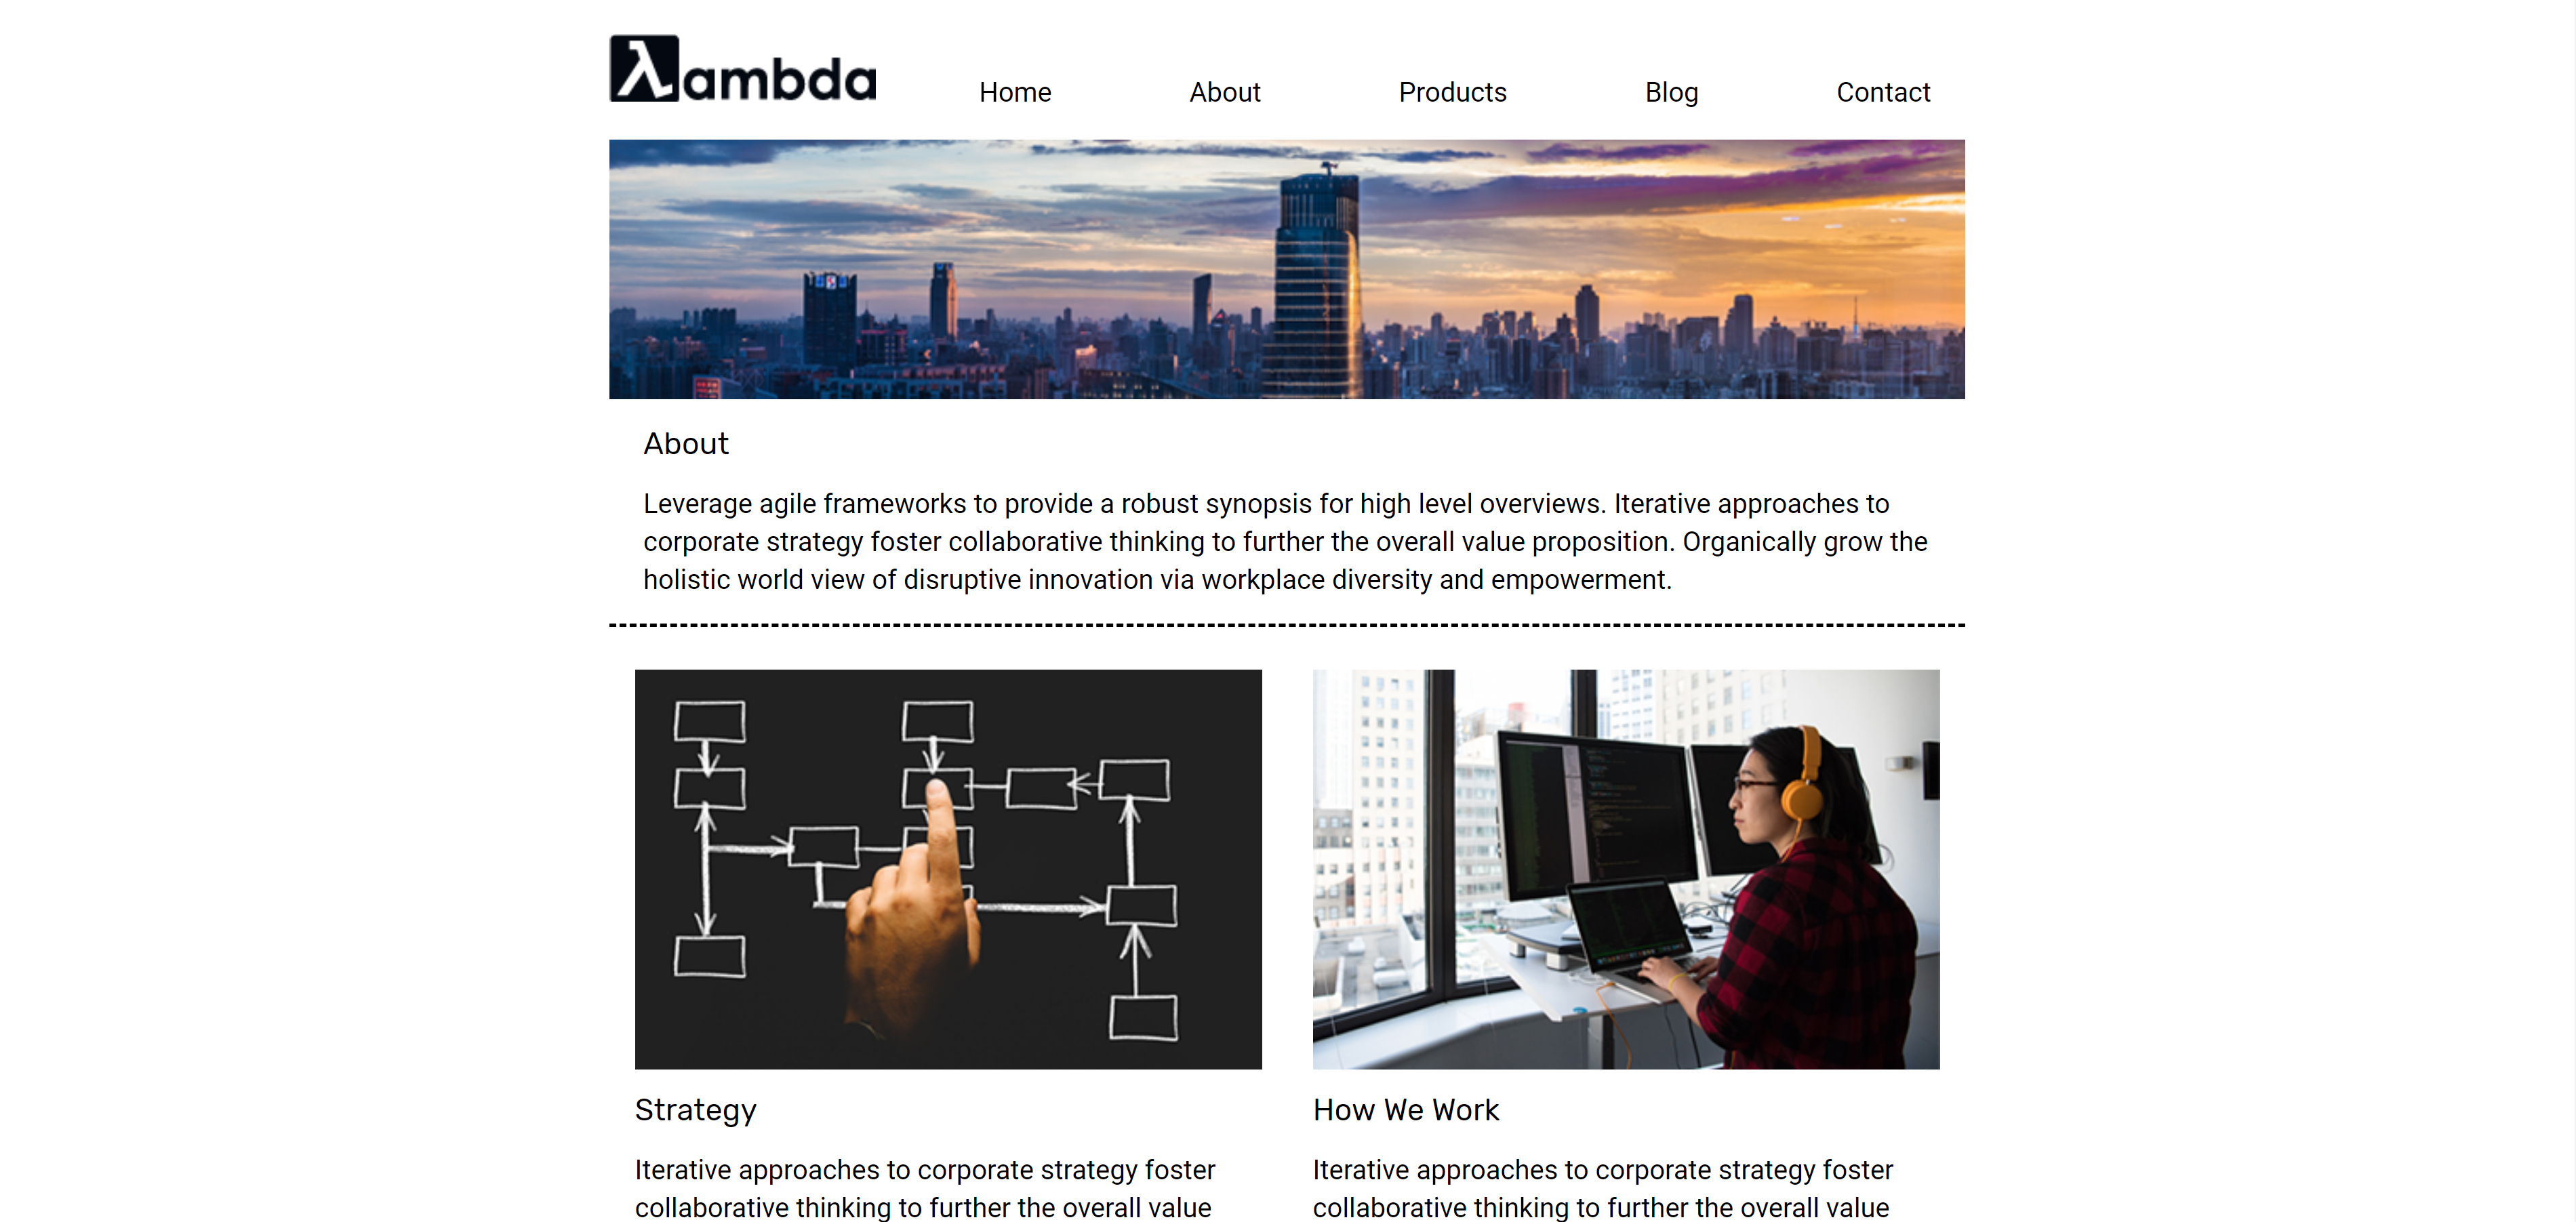 λambda
Home About Products Blog Contact
About
Leverage agile frameworks to provide a robust synopsis for high level overviews. Iterative approaches to
corporate strategy foster collaborative thinking to further the overall value proposition. Organically grow the
holistic world view of disruptive innovation via workplace diversity and empowerment.
Strategy
Iterative approaches to corporate strategy foster
collaborative thinking to further the overall value
How We Work
Iterative approaches to corporate strategy foster
collaborative thinking to further the overall value